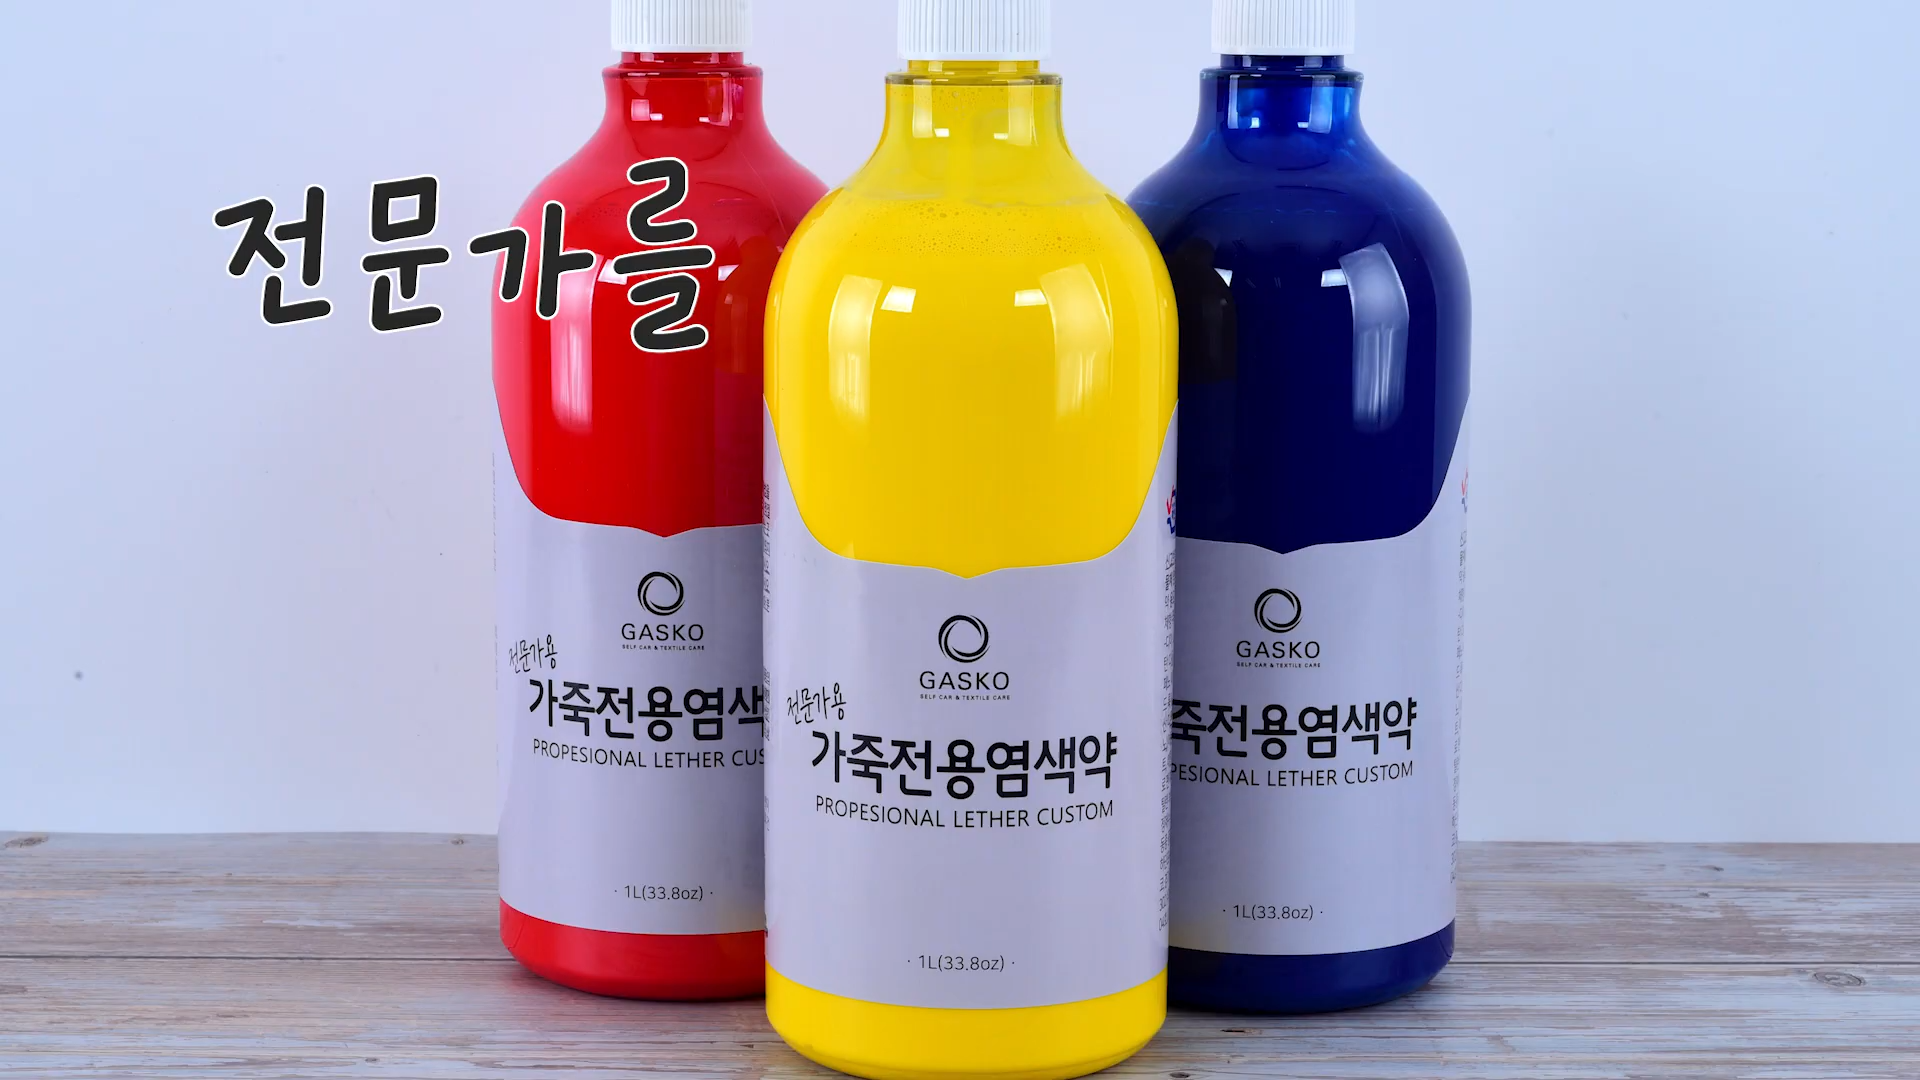 전문가를
GASKO
SELF CAR & TEXTILE CARE
전문가용
가죽전용염색
PROPESIONAL LETHER CUS
· 1L(33.8oz) ·
GASKO
SELF CAR & TEXTILE CARE
전문가용
가죽전용염색약
PROPESIONAL LETHER CUSTOM
· 1L(33.8oz) ·
GASKO
SELF CAR & TEXTILE CARE
죽전용염색약
PESIONAL LETHER CUSTOM
· 1L(33.8oz) ·